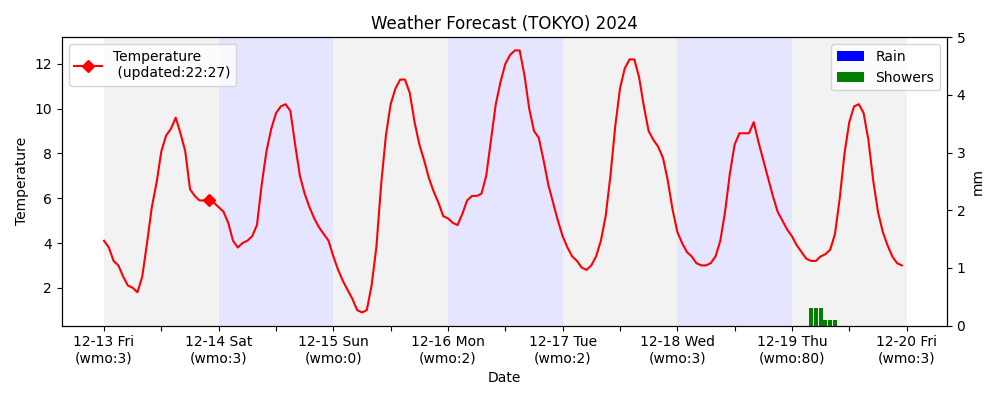 Weather Forecast (TOKYO) 2024
Temperature
(updated:22:27)
Rain
Showers
Temperature
12
10
8
6
4
2
5
4
3
2
1
0
mm
12-13 Fri
(wmo:3)
12-14 Sat
(wmo:3)
12-15 Sun
(wmo:0)
12-16 Mon
(wmo:2)
12-17 Tue
(wmo:2)
12-18 Wed
(wmo:3)
12-19 Thu
(wmo:80)
12-20 Fri
(wmo:3)
Date